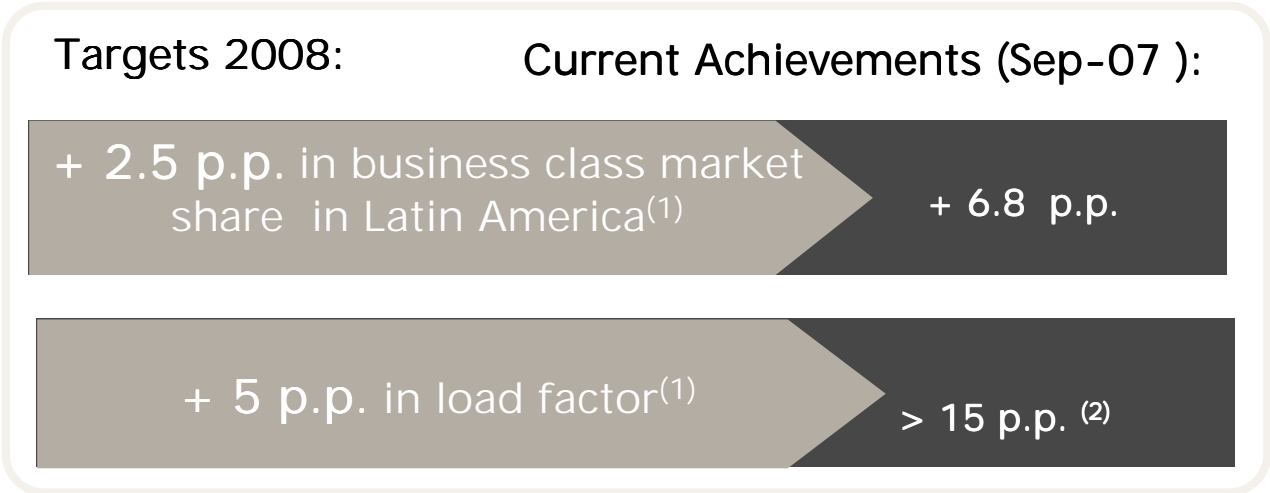 Targets 2008:
Current Achievements (Sep-07 ):
+ 2.5 p.p. in business class market
share in Latin America(1)
+ 6.8 p.p.
+ 5 p.p. in load factor(1)
> 15 p.p. (2)